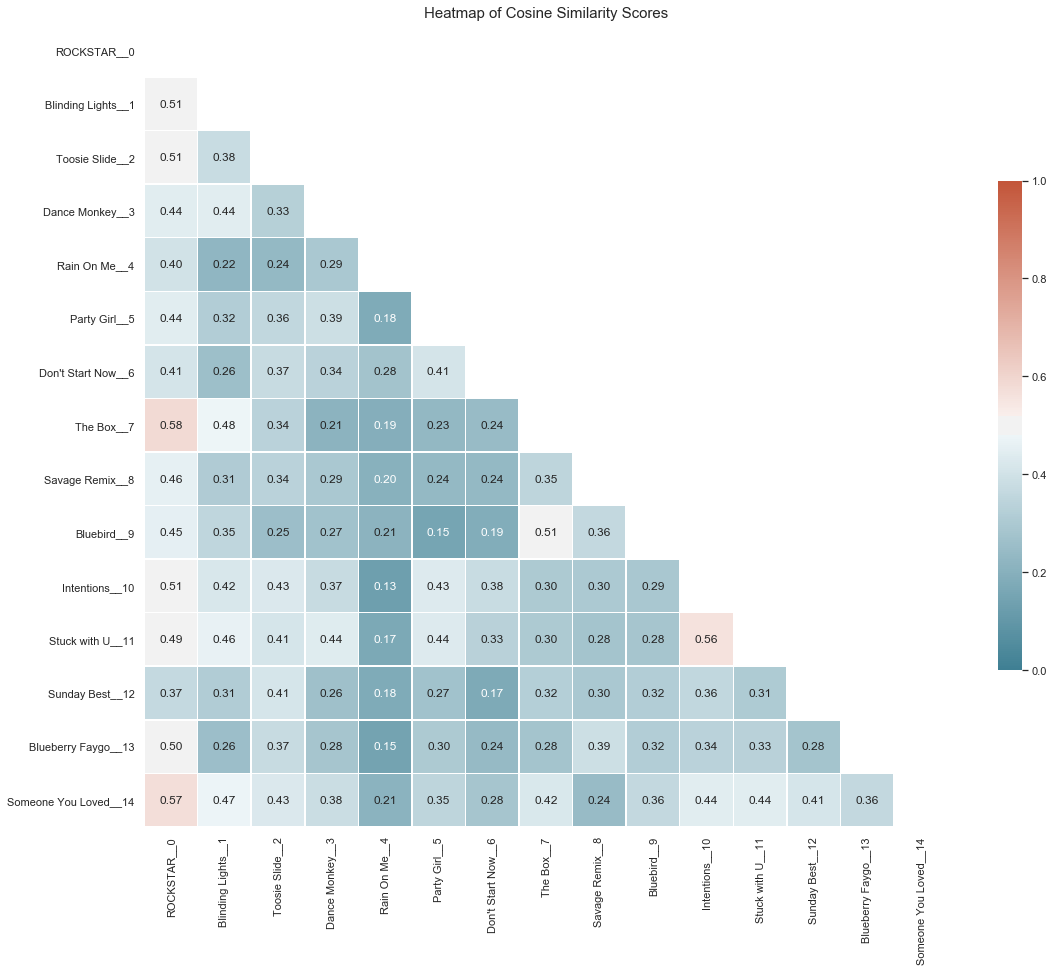 Heatmap of Cosine Similarity Scores
ROCKSTAR__0
Blinding Lights__1 0.51
Toosie Slide__2 0.51 0.38
Dance Monkey__3 0.44 0.44 0.33
Rain On Me__4 0.40 0.22 0.24 0.29
Party Girl__5 0.44 0.32 0.36 0.39 0.18
Don't Start Now__6 0.41 0.26 0.37 0.34 0.28 0.41
The Box__7 0.58 0.48 0.34 0.21 0.19 0.23 0.24
Savage Remix__8 0.46 0.31 0.34 0.29 0.20 0.24 0.24 0.35
Bluebird__9 0.45 0.35 0.25 0.27 0.21 0.15 0.19 0.51 0.36
Intentions__10 0.51 0.42 0.43 0.37 0.13 0.43 0.38 0.30 0.30 0.29
Stuck with U__11 0.49 0.46 0.41 0.44 0.17 0.44 0.33 0.30 0.28 0.28 0.56
Sunday Best__12 0.37 0.31 0.41 0.26 0.18 0.27 0.17 0.32 0.30 0.32 0.36 0.31
Blueberry Faygo__13 0.50 0.26 0.37 0.28 0.15 0.30 0.24 0.28 0.39 0.32 0.34 0.33 0.28
Someone You Loved__14 0.57 0.47 0.43 0.38 0.21 0.35 0.28 0.42 0.24 0.36 0.44 0.44 0.41 0.36
ROCKSTAR__0
Blinding Lights__1
Toosie Slide__2
Dance Monkey__3
Rain On Me__4
Party Girl__5
Don't Start Now__6
The Box__7
Savage Remix__8
Bluebird__9
Intentions__10
Stuck with U__11
Sunday Best__12
Blueberry Faygo__13
Someone You Loved__14
1.0
0.8
0.6
0.4
0.2
0.0